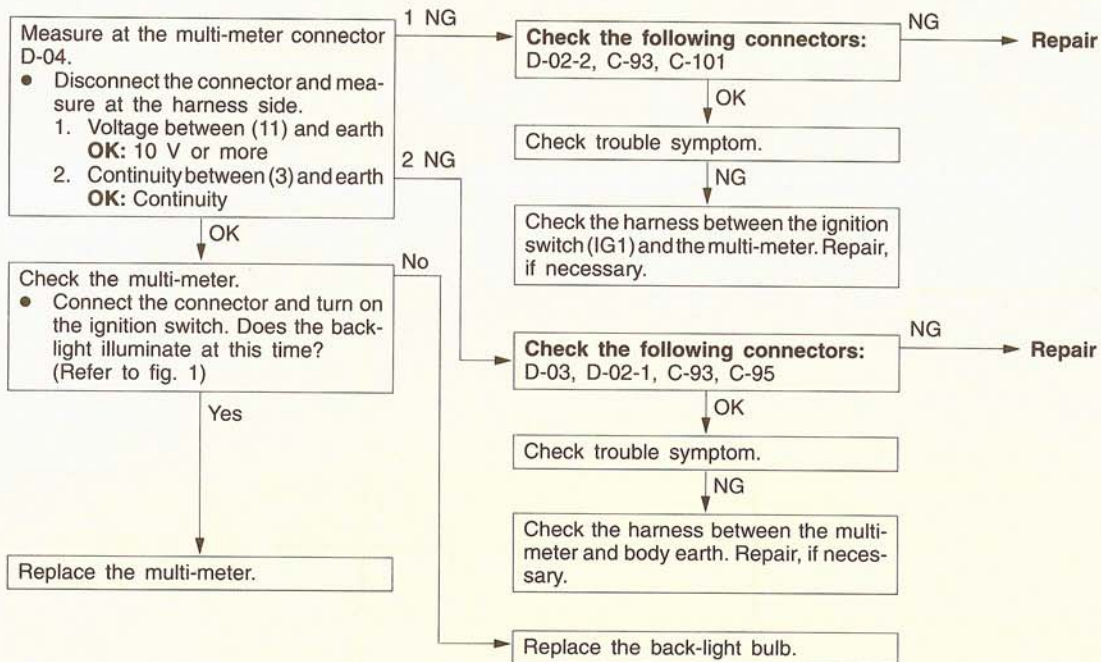 Measure at the multi-meter connector
D-04.
● Disconnect the connector and mea-
sure at the harness side.
1. Voltage between (11) and earth
OK: 10 V or more
2. Continuity between (3) and earth
OK: Continuity
1 NG
2 NG
OK
Check the multi-meter.
● Connect the connector and turn on
the ignition switch. Does the back-
light illuminate at this time?
(Refer to fig. 1)
No
Yes
Replace the multi-meter.
Check the following connectors:
D-02-2, C-93, C-101
NG
Repair
OK
Check trouble symptom.
NG
Check the harness between the ignition
switch (IG1) and the multi-meter. Repair,
if necessary.
Check the following connectors:
D-03, D-02-1, C-93, C-95
NG
Repair
OK
Check trouble symptom.
NG
Check the harness between the multi-
meter and body earth. Repair, if neces-
sary.
Replace the back-light bulb.